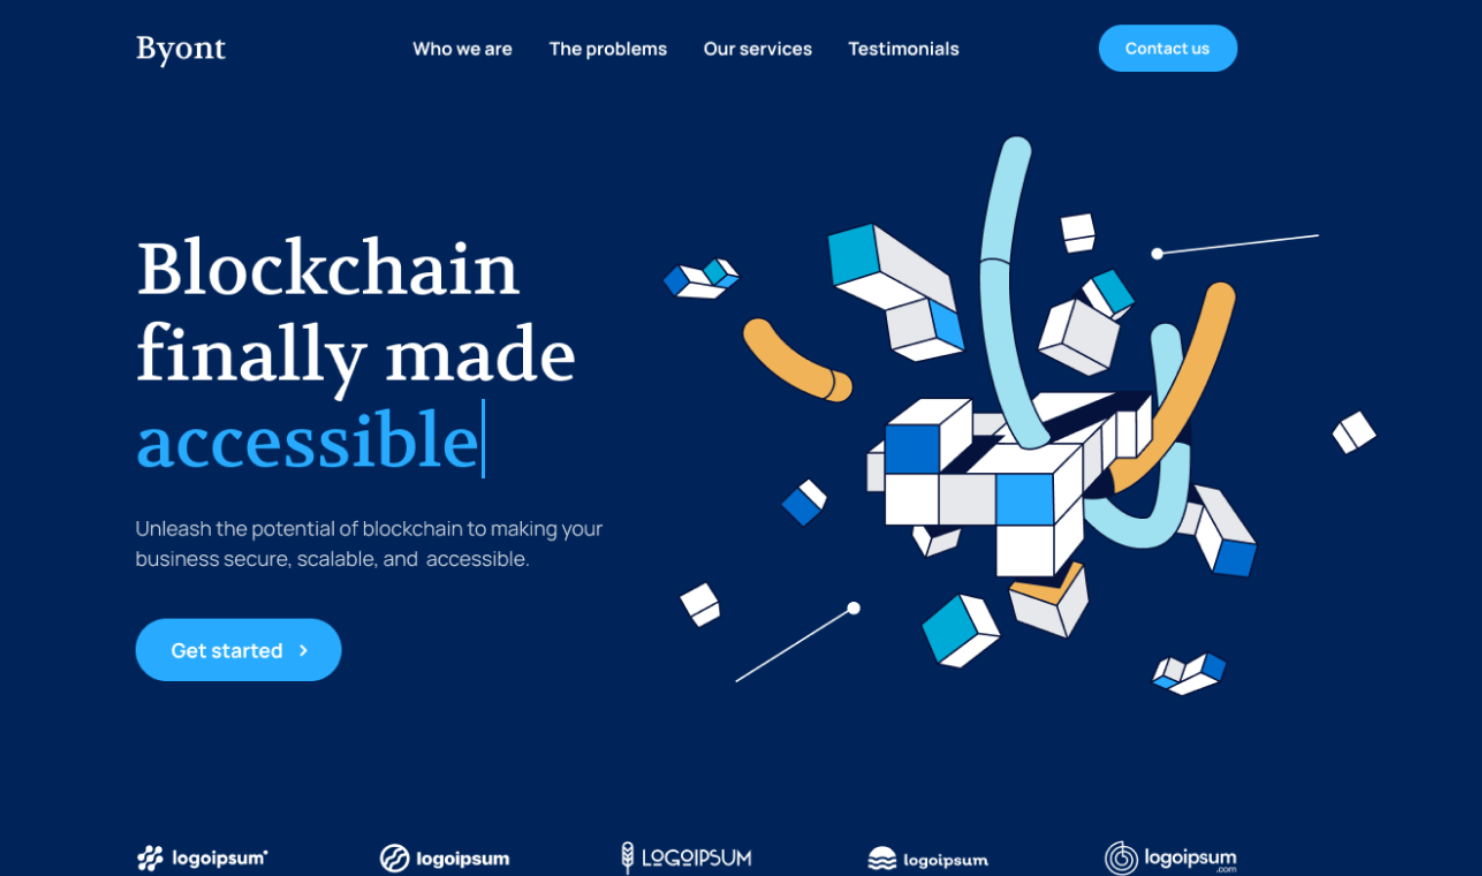 Byont
Who we are
The problems
Our services
Testimonials
Contact us
Blockchain
finally made
accessible
Unleash the potential of blockchain to making your
business secure, scalable, and accessible.
Get started
logoipsum
logoipsum
LOGOIPSUM
logoipsum
logoipsum
.com